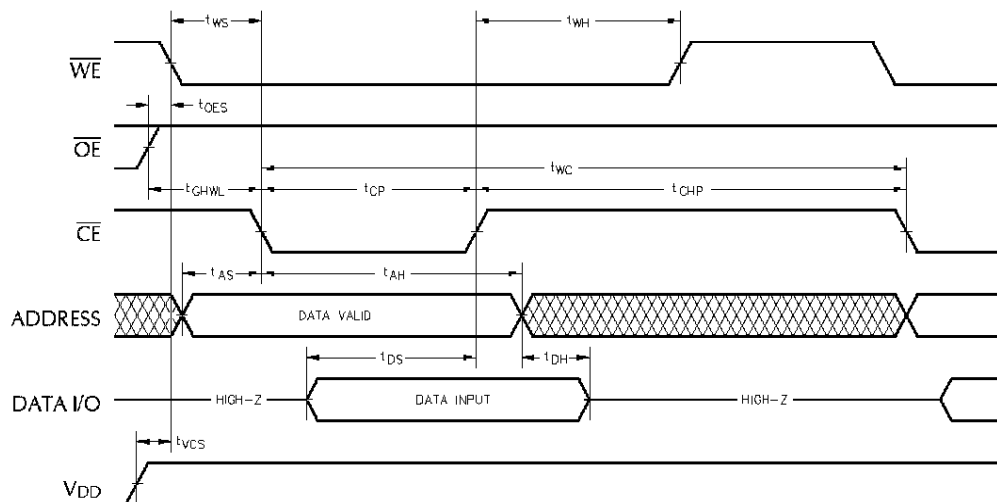 tWS
tWH
WE
tOES
OE
tWC
tGHWL
tCP
tCHP
CE
tAS
tAH
ADDRESS
DATA VALID
tDS
tDH
DATA I/O
HIGH-Z
DATA INPUT
HIGH-Z
tVCS
VDD